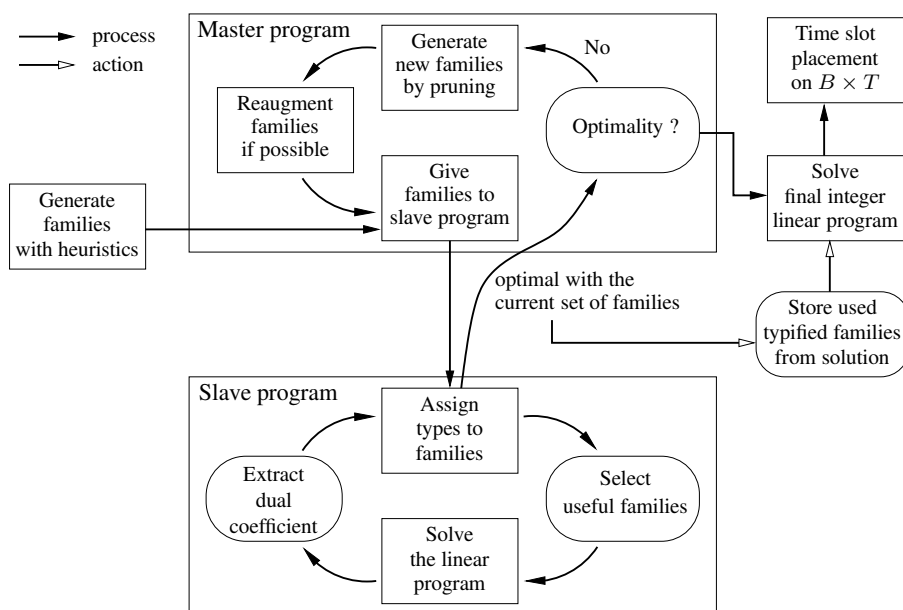 process
action
Master program
Generate
new families
by pruning
No
Time slot
placement
on B × T
Reaugment
families
if possible
Optimality ?
Give
families to
slave program
Solve
final integer
linear program
Generate
families
with heuristics
optimal with the
current set of families
Store used
typified families
from solution
Slave program
Assign
types to
families
Extract
dual
coefficient
Select
useful families
Solve
the linear
program